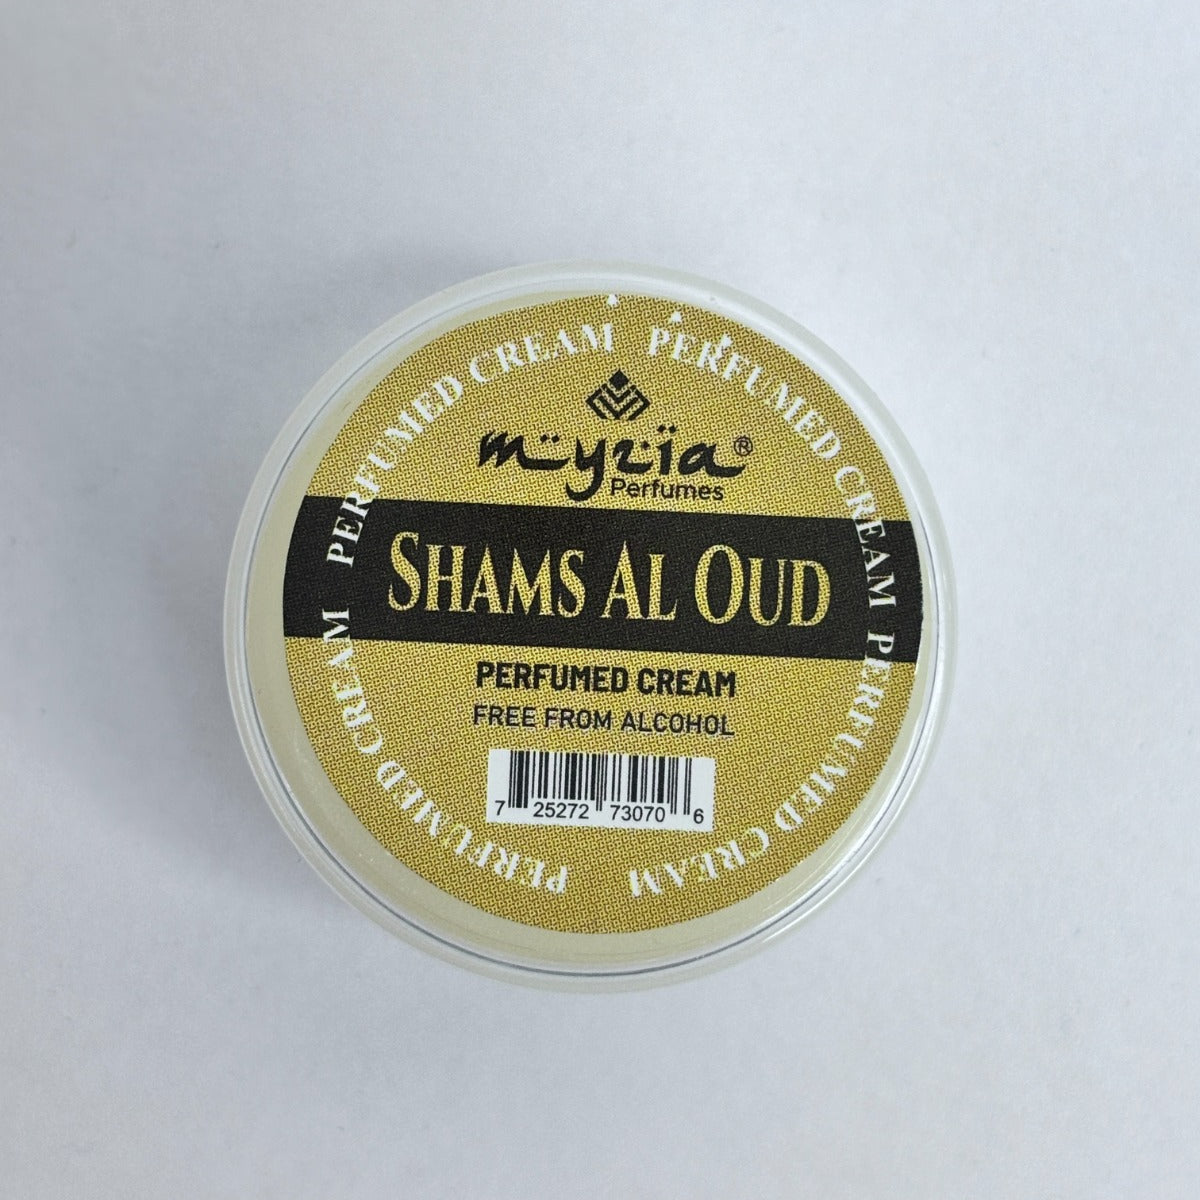 PERFUMED CREAM PERFUMED CREAM PERFUMED CREAM PERFUMED CREAM
myzia®
Perfumes
SHAMS AL OUD
PERFUMED CREAM
FREE FROM ALCOHOL
7 25272 73070 6